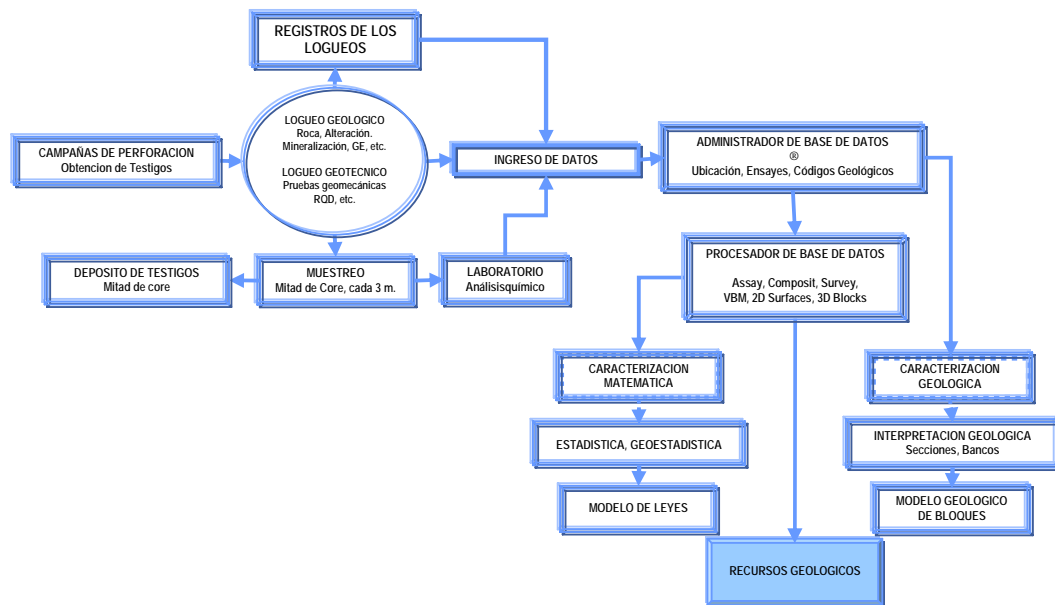 REGISTROS DE LOS
LOGUEOS
LOGUEO GEOLOGICO
Roca, Alteración.
Mineralización, GE, etc.
LOGUEO GEOTECNICO
Pruebas geomecánicas
RQD, etc.
CAMPAÑAS DE PERFORACION
Obtencion de Testigos
INGRESO DE DATOS
ADMINISTRADOR DE BASE DE DATOS
®
Ubicación, Ensayes, Códigos Geológicos
DEPOSITO DE TESTIGOS
Mitad de core
MUESTREO
Mitad de Core, cada 3 m.
LABORATORIO
Análisisquímico
PROCESADOR DE BASE DE DATOS
Assay, Composit, Survey,
VBM, 2D Surfaces, 3D Blocks
CARACTERIZACION
MATEMATICA
CARACTERIZACION
GEOLOGICA
ESTADISTICA, GEOESTADISTICA
INTERPRETACION GEOLOGICA
Secciones, Bancos
MODELO DE LEYES
MODELO GEOLOGICO
DE BLOQUES
RECURSOS GEOLOGICOS